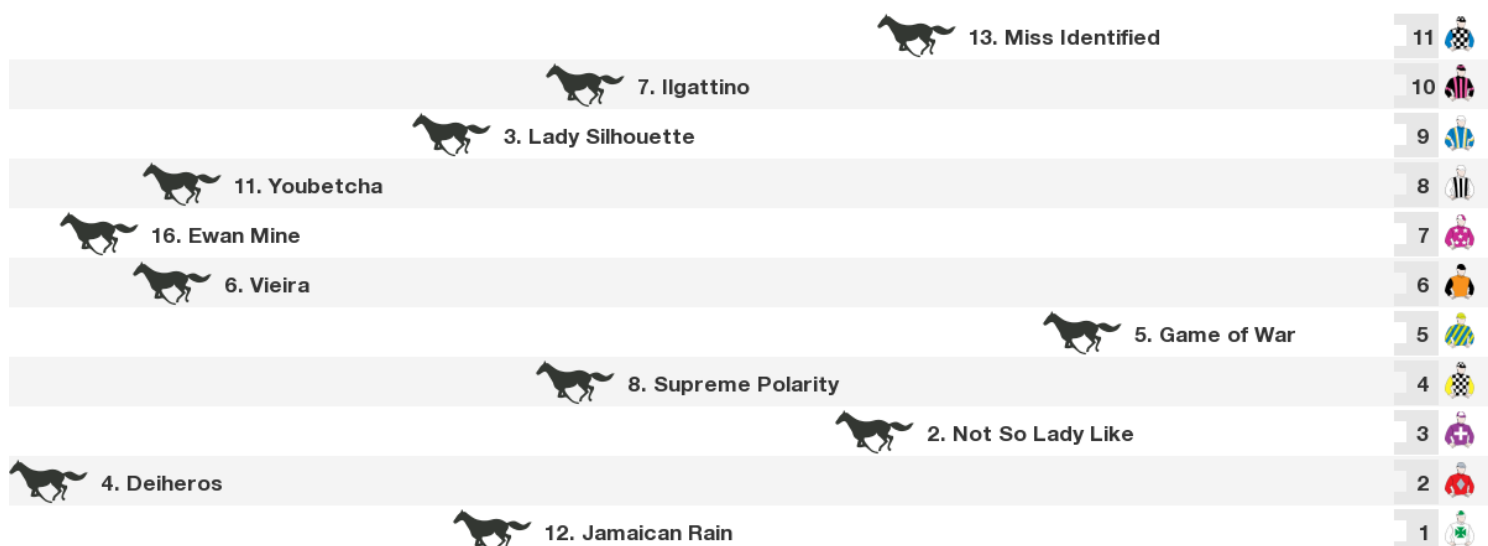 13. Miss Identified 11
7. Ilgattino 10
3. Lady Silhouette 9
11. Youbetcha 8
16. Ewan Mine 7
6. Vieira 6
5. Game of War 5
8. Supreme Polarity 4
2. Not So Lady Like 3
4. Deiheros 2
12. Jamaican Rain 1